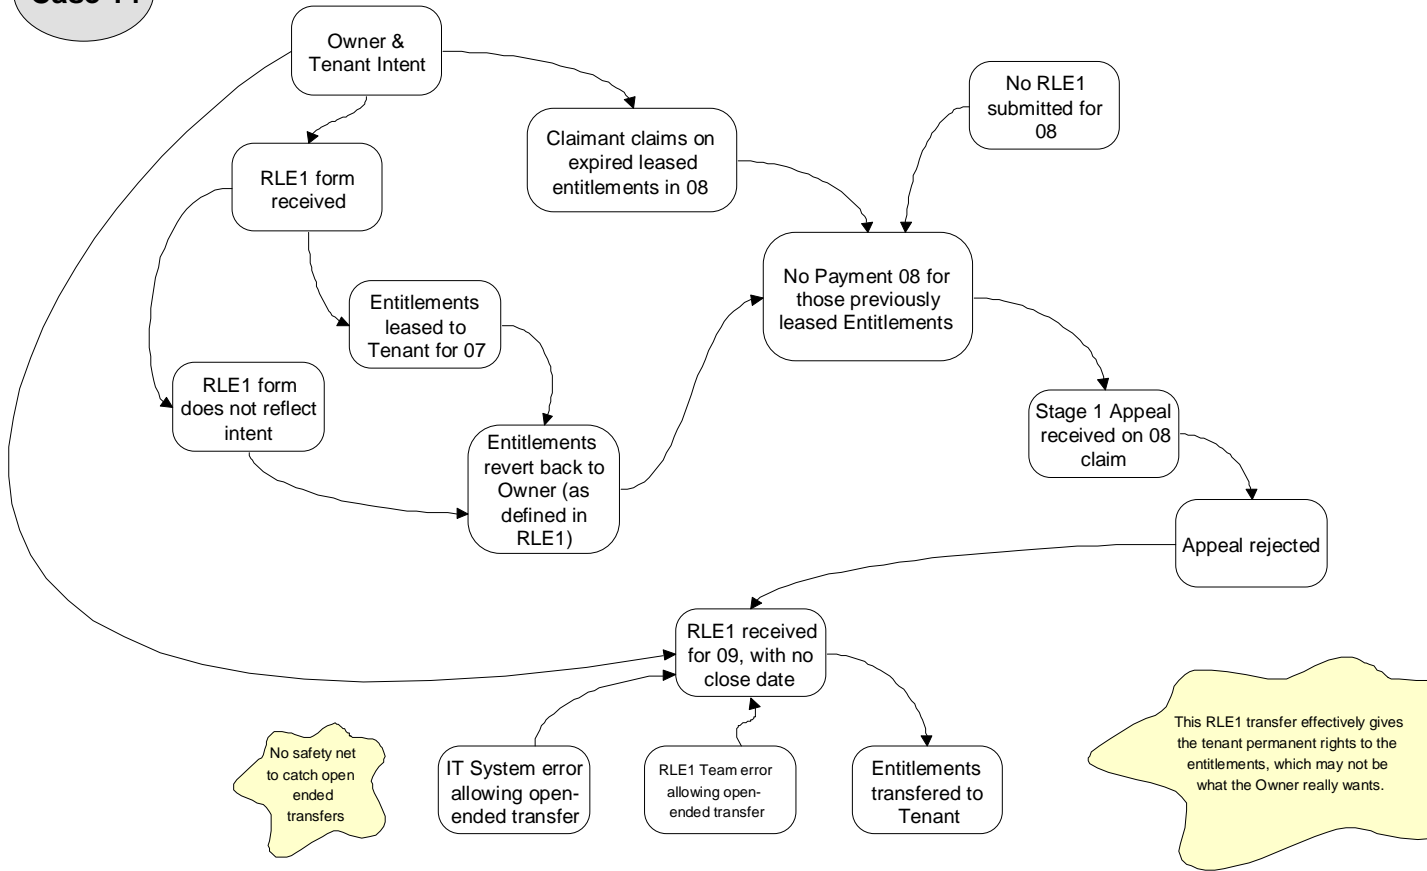 Owner &
Tenant Intent
No RLE1
submitted for
08
Claimant claims on
expired leased
entitlements in 08
RLE1 form
received
No Payment 08 for
those previously
leased Entitlements
Entitlements
leased to
Tenant for 07
RLE1 form
does not reflect
intent
Stage 1 Appeal
received on 08
claim
Entitlements
revert back to
Owner (as
defined in
RLE1)
Appeal rejected
RLE1 received
for 09, with no
close date
This RLE1 transfer effectively gives
the tenant permanent rights to the
entitlements, which may not be
what the Owner really wants.
No safety net
to catch open
ended
transfers
IT System error
allowing open-
ended transfer
RLE1 Team error
allowing open-
ended transfer
Entitlements
transfered to
Tenant